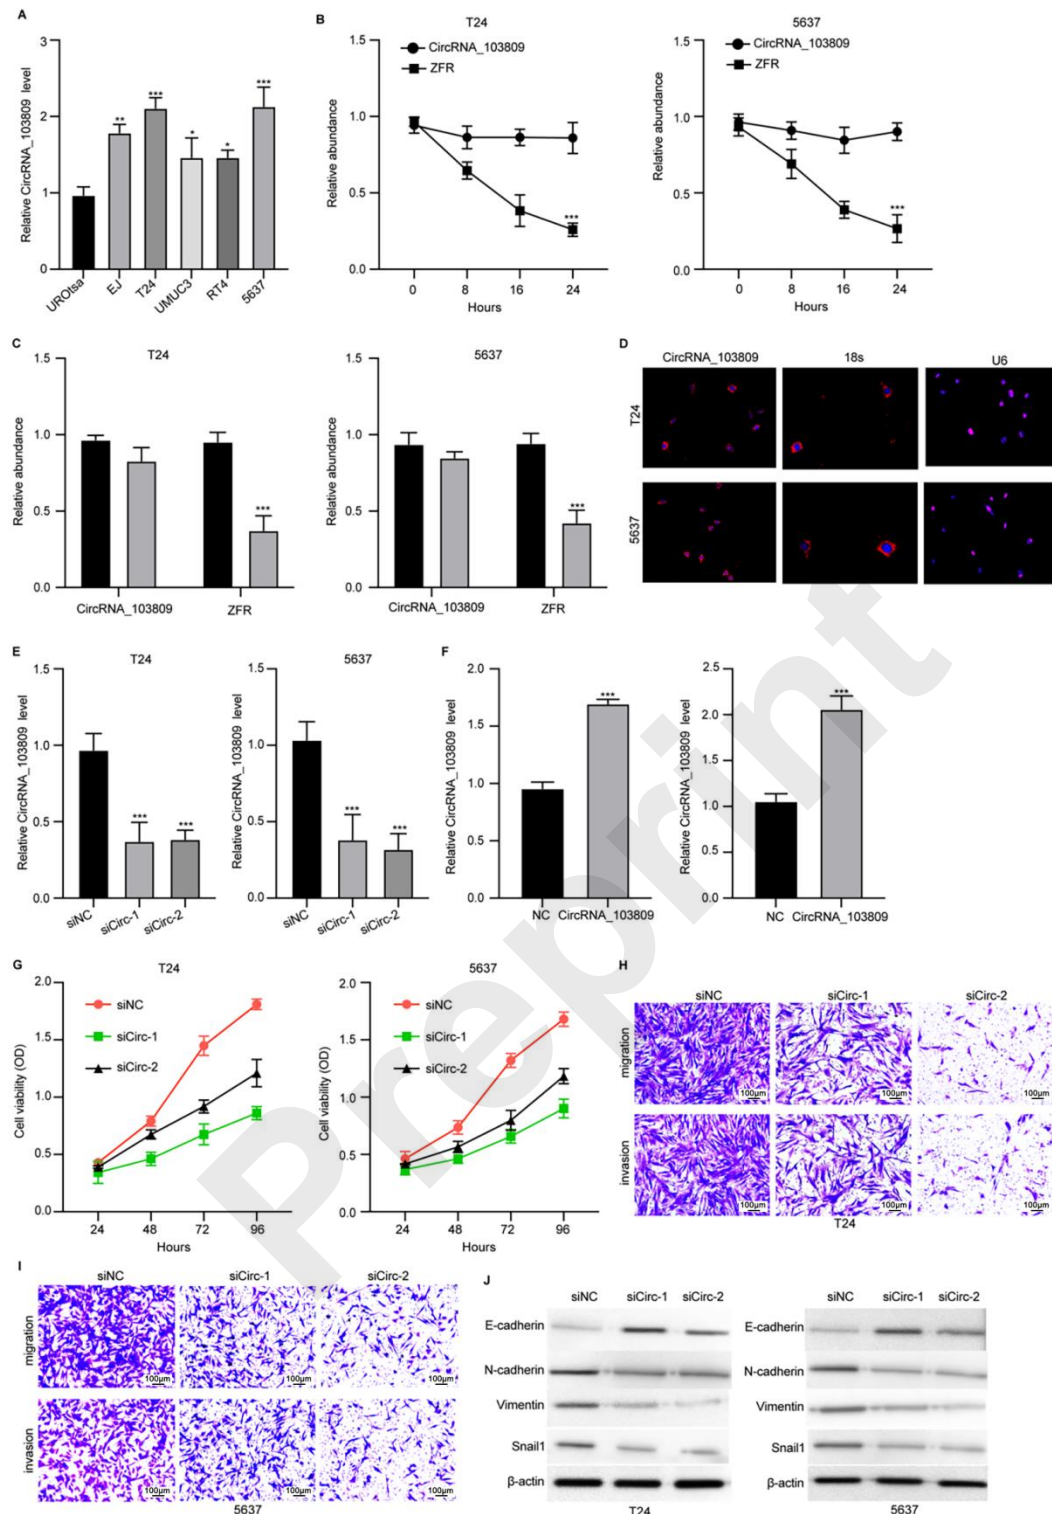 A
Relative CircRNA_103809 level
3
2
1
0
** *** * * ***
UROtsa EJ T24 UMUC3 RT4 5637
B
T24
CircRNA_103809
ZFR
Relative abundance
1.5
1.0
0.5
0.0
***
0 8 16 24
Hours
5637
CircRNA_103809
ZFR
Relative abundance
1.5
1.0
0.5
0.0
***
0 8 16 24
Hours
C
T24
Relative abundance
1.5
1.0
0.5
0.0
***
CircRNA_103809 ZFR
5637
Relative abundance
1.5
1.0
0.5
0.0
***
CircRNA_103809 ZFR
D
CircRNA_103809 18s U6
T24
5637
E
T24
Relative CircRNA_103809 level
1.5
1.0
0.5
0.0
*** ***
siNC siCirc-1 siCirc-2
5637
Relative CircRNA_103809 level
1.5
1.0
0.5
0.0
*** ***
siNC siCirc-1 siCirc-2
F
Relative CircRNA_103809 level
2.0
1.5
1.0
0.5
0.0
***
NC CircRNA_103809
Relative CircRNA_103809 level
2.5
2.0
1.5
1.0
0.5
0.0
***
NC CircRNA_103809
G
T24
Cell viability (OD)
2.0
1.5
1.0
0.5
0.0
siNC
siCirc-1
siCirc-2
24 48 72 96
Hours
5637
Cell viability (OD)
2.0
1.5
1.0
0.5
0.0
siNC
siCirc-1
siCirc-2
24 48 72 96
Hours
H
siNC siCirc-1 siCirc-2
migration
100μm 100μm 100μm
invasion
100μm 100μm 100μm
T24
I
siNC siCirc-1 siCirc-2
migration
100μm 100μm 100μm
invasion
100μm 100μm 100μm
5637
J
siNC siCirc-1 siCirc-2
E-cadherin
N-cadherin
Vimentin
Snail1
β-actin
T24
siNC siCirc-1 siCirc-2
E-cadherin
N-cadherin
Vimentin
Snail1
β-actin
5637
Preprint